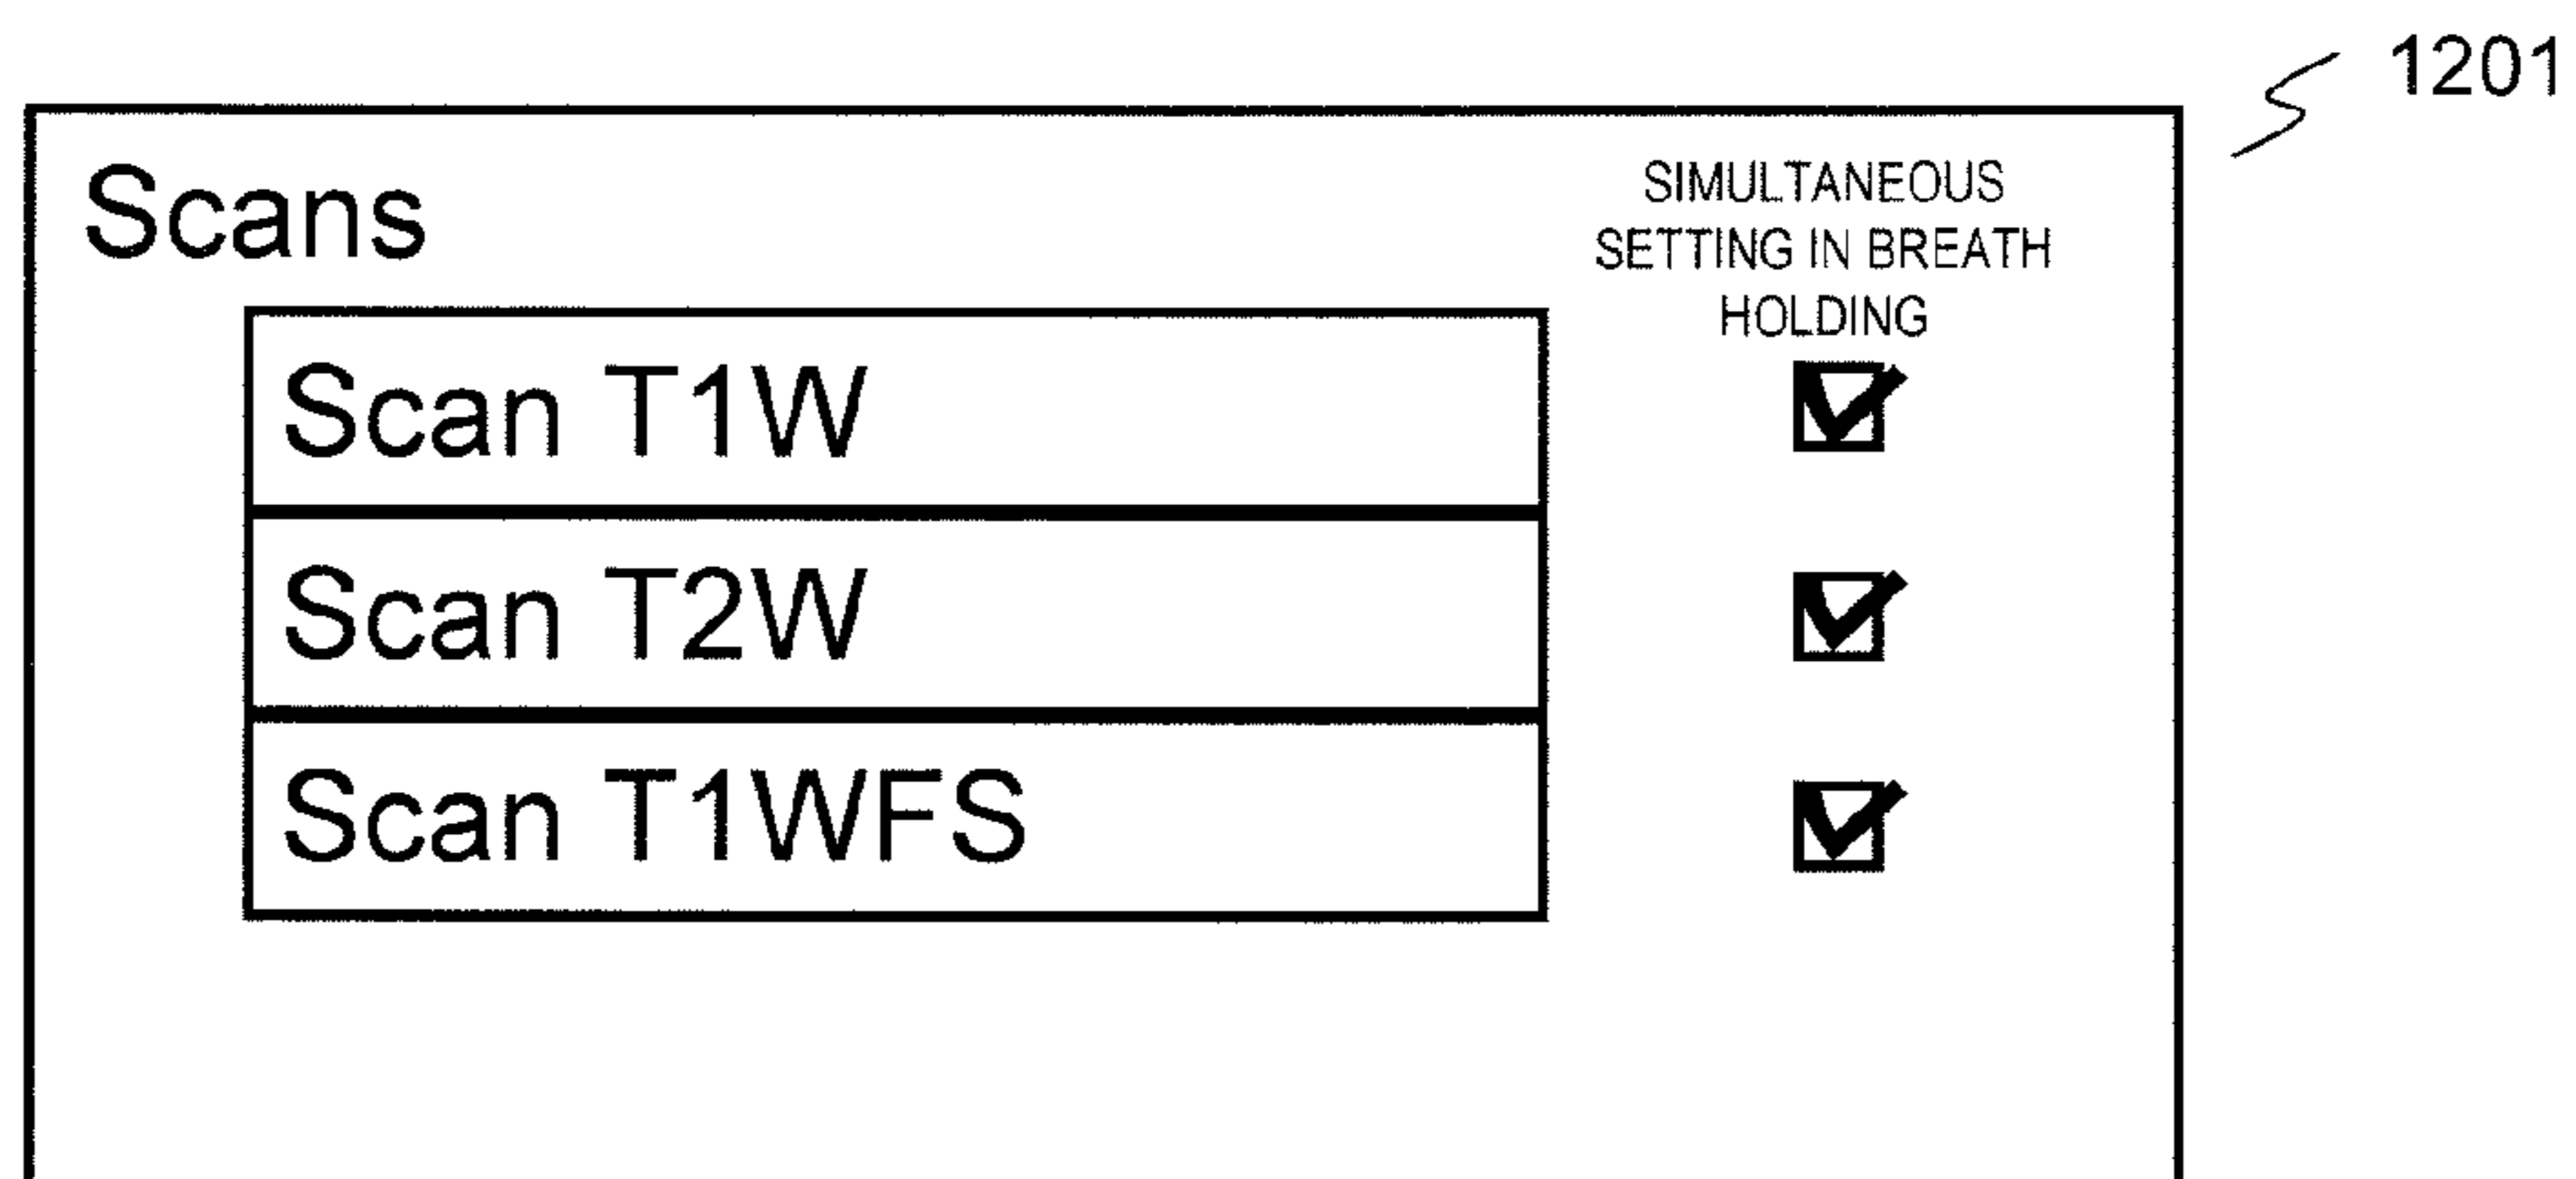 1201
Scans
SIMULTANEOUS
SETTING IN BREATH
HOLDING
Scan T1W
Scan T2W
Scan T1WFS